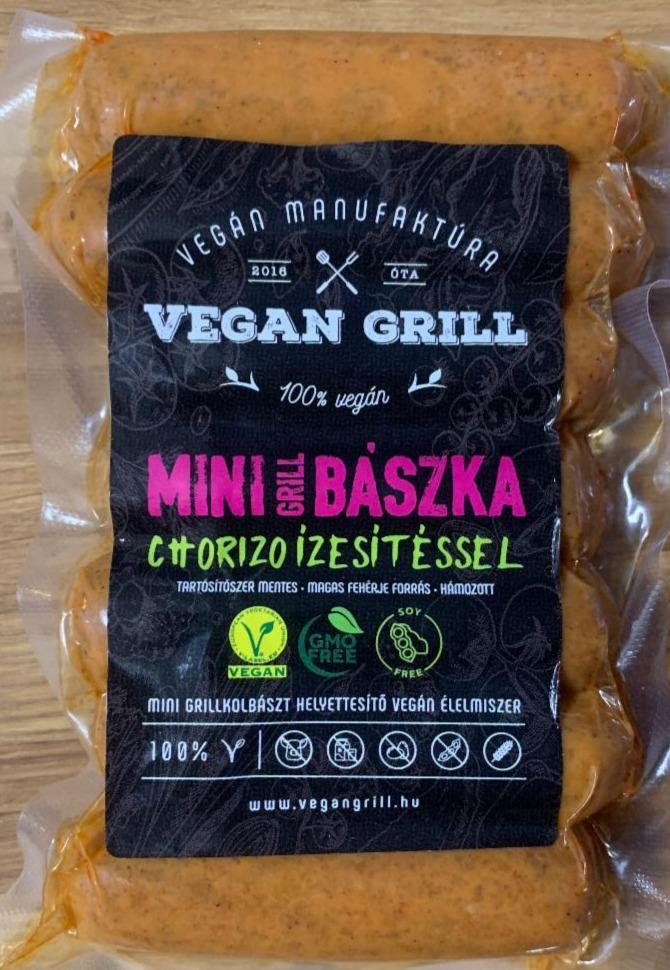 VEGÁN MANUFAKTÚRA
2016 ÓTA
VEGAN GRILL
100% vegán
MINI GRILL BÁSZKA
CHORIZO ÍZESÍTÉSSEL
TARTÓSÍTÓSZER MENTES • MAGAS FEHÉRJE FORRÁS • HÁMOZOTT
VEGAN
GMO FREE
SOY FREE
MINI GRILLKOLBÁSZT HELYETTESÍTŐ VEGÁN ÉLELMISZER
100%
www.vegangrill.hu